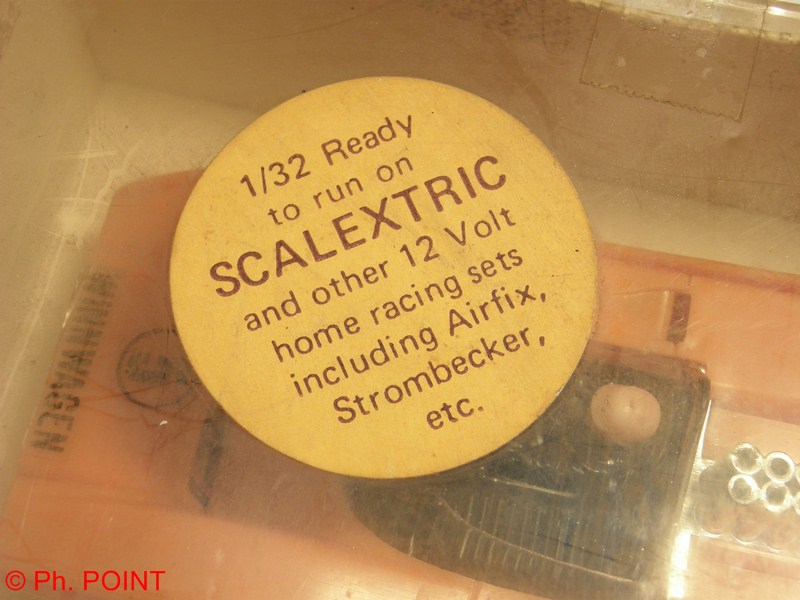 1/32 Ready
to run on
SCALEXTRIC
and other 12 Volt
home racing sets
including Airfix,
Strombecker,
etc.
© Ph. POINT